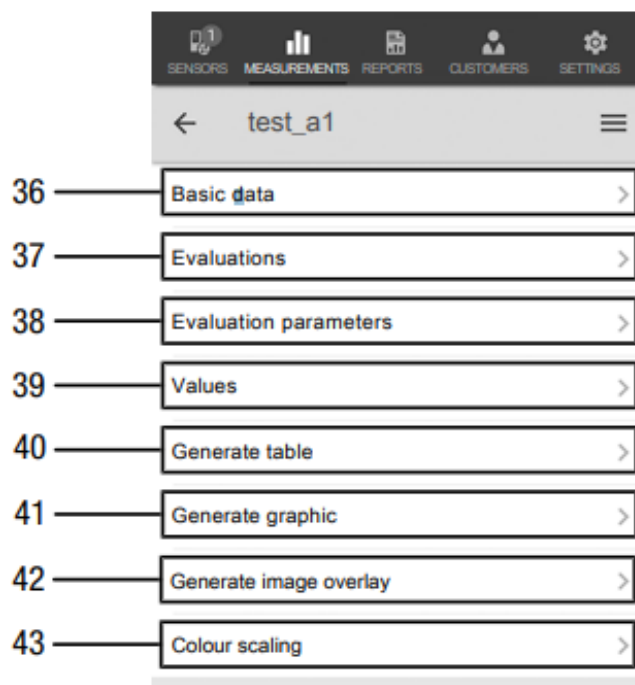 1
SENSORS MEASUREMENTS REPORTS CUSTOMERS SETTINGS
test_a1
36 Basic data
37 Evaluations
38 Evaluation parameters
39 Values
40 Generate table
41 Generate graphic
42 Generate image overlay
43 Colour scaling